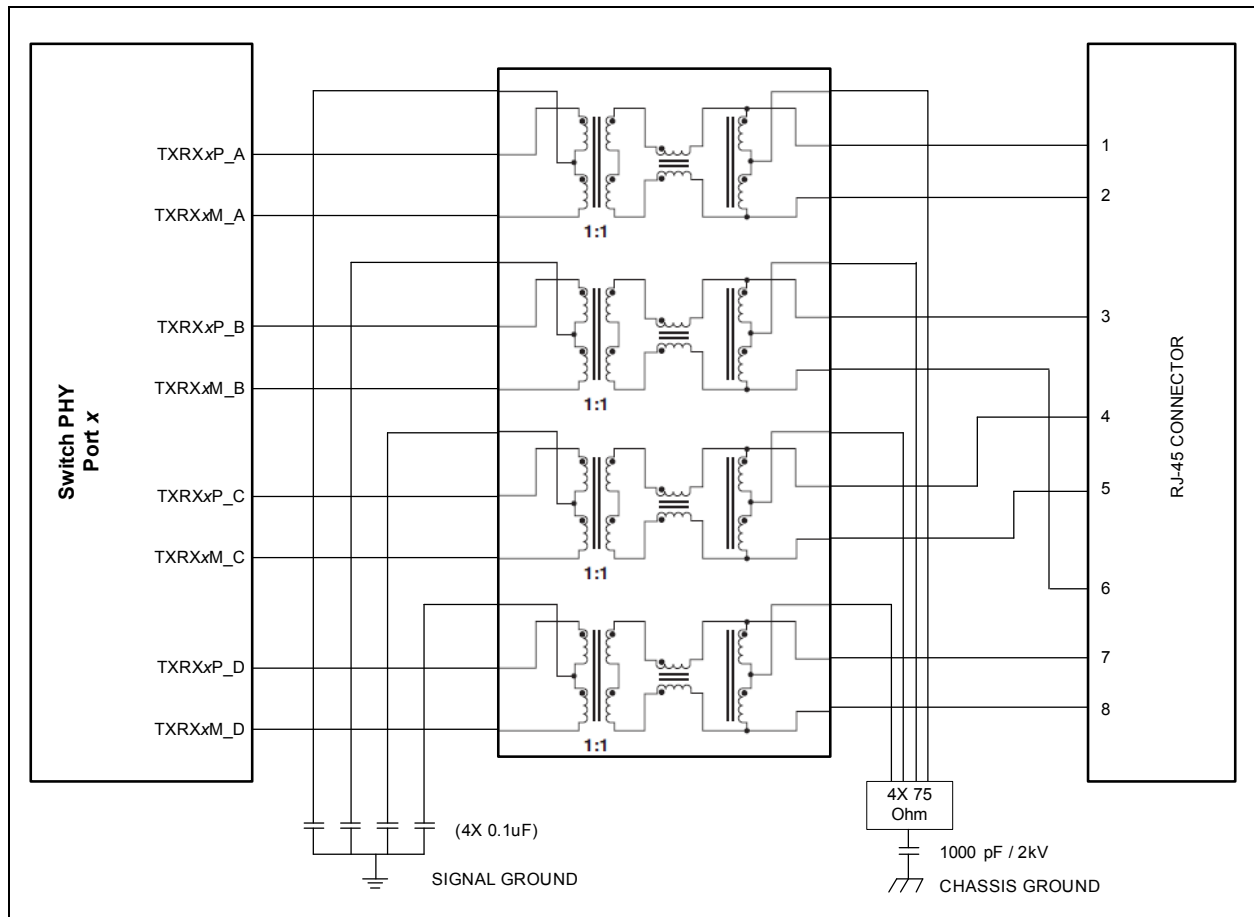 Switch PHY
Port x
TXRXxP_A
TXRXxM_A
TXRXxP_B
TXRXxM_B
TXRXxP_C
TXRXxM_C
TXRXxP_D
TXRXxM_D
1:1
1:1
1:1
1:1
1
2
3
4
5
6
7
8
RJ-45 CONNECTOR
(4X 0.1uF)
SIGNAL GROUND
4X 75
Ohm
1000 pF / 2kV
CHASSIS GROUND